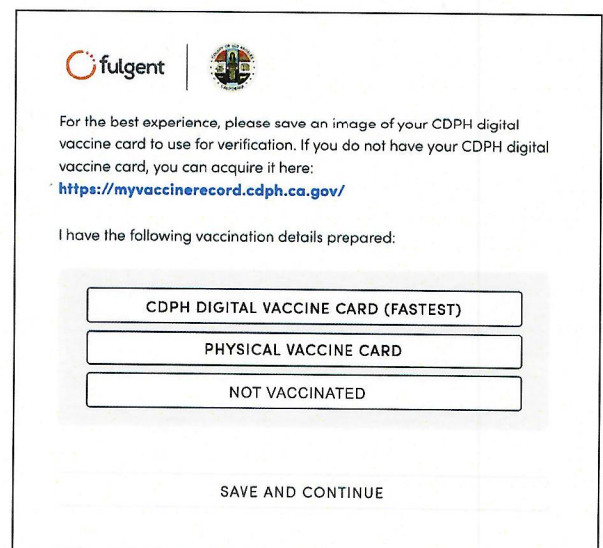 fulgent
For the best experience, please save an image of your CDPH digital
vaccine card to use for verification. If you do not have your CDPH digital
vaccine card, you can acquire it here:
https://myvaccinerecord.cdph.ca.gov/
I have the following vaccination details prepared:
CDPH DIGITAL VACCINE CARD (FASTEST)
PHYSICAL VACCINE CARD
NOT VACCINATED
SAVE AND CONTINUE